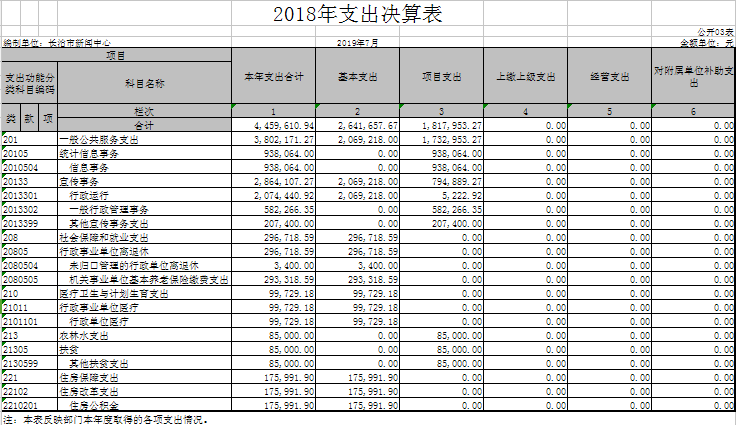 2018年支出决算表
公开03表
编制单位：长治市新闻中心 2019年7月 金额单位：元
项目 本年支出合计 基本支出 项目支出 上缴上级支出 经营支出 对附属单位补助支出
支出功能分类科目编码 科目名称
类 款 项 栏次 1 2 3 4 5 6
合计 4,459,610.94 2,641,657.67 1,817,953.27 0.00 0.00 0.00
201 一般公共服务支出 3,802,171.27 2,069,218.00 1,732,953.27 0.00 0.00 0.00
20105 统计信息事务 938,064.00 0.00 938,064.00 0.00 0.00 0.00
2010504 信息事务 938,064.00 0.00 938,064.00 0.00 0.00 0.00
20133 宣传事务 2,864,107.27 2,069,218.00 794,889.27 0.00 0.00 0.00
2013301 行政运行 2,074,440.92 2,069,218.00 5,222.92 0.00 0.00 0.00
2013302 一般行政管理事务 582,266.35 0.00 582,266.35 0.00 0.00 0.00
2013399 其他宣传事务支出 207,400.00 0.00 207,400.00 0.00 0.00 0.00
208 社会保障和就业支出 296,718.59 296,718.59 0.00 0.00 0.00 0.00
20805 行政事业单位离退休 296,718.59 296,718.59 0.00 0.00 0.00 0.00
2080504 未归口管理的行政单位离退休 3,400.00 3,400.00 0.00 0.00 0.00 0.00
2080505 机关事业单位基本养老保险缴费支出 293,318.59 293,318.59 0.00 0.00 0.00 0.00
210 医疗卫生与计划生育支出 99,729.18 99,729.18 0.00 0.00 0.00 0.00
21011 行政事业单位医疗 99,729.18 99,729.18 0.00 0.00 0.00 0.00
2101101 行政单位医疗 99,729.18 99,729.18 0.00 0.00 0.00 0.00
213 农林水支出 85,000.00 0.00 85,000.00 0.00 0.00 0.00
21305 扶贫 85,000.00 0.00 85,000.00 0.00 0.00 0.00
2130599 其他扶贫支出 85,000.00 0.00 85,000.00 0.00 0.00 0.00
221 住房保障支出 175,991.90 175,991.90 0.00 0.00 0.00 0.00
22102 住房改革支出 175,991.90 175,991.90 0.00 0.00 0.00 0.00
2210201 住房公积金 175,991.90 175,991.90 0.00 0.00 0.00 0.00
注：本表反映部门本年度取得的各项支出情况。